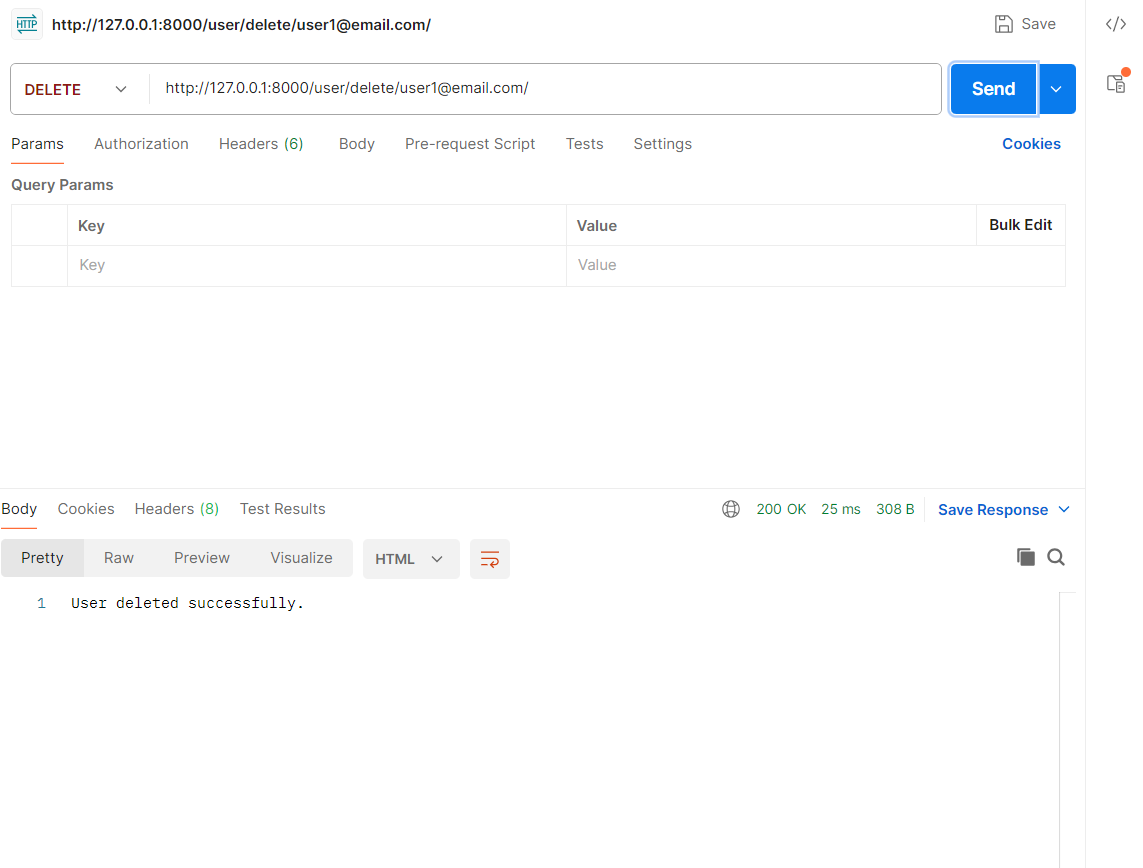 HTTP http://127.0.0.1:8000/user/delete/user1@email.com/ Save </>
DELETE http://127.0.0.1:8000/user/delete/user1@email.com/ Send
Params Authorization Headers (6) Body Pre-request Script Tests Settings Cookies
Query Params
Key Value Bulk Edit
Key Value
Body Cookies Headers (8) Test Results 200 OK 25 ms 308 B Save Response
Pretty Raw Preview Visualize HTML
1 User deleted successfully.